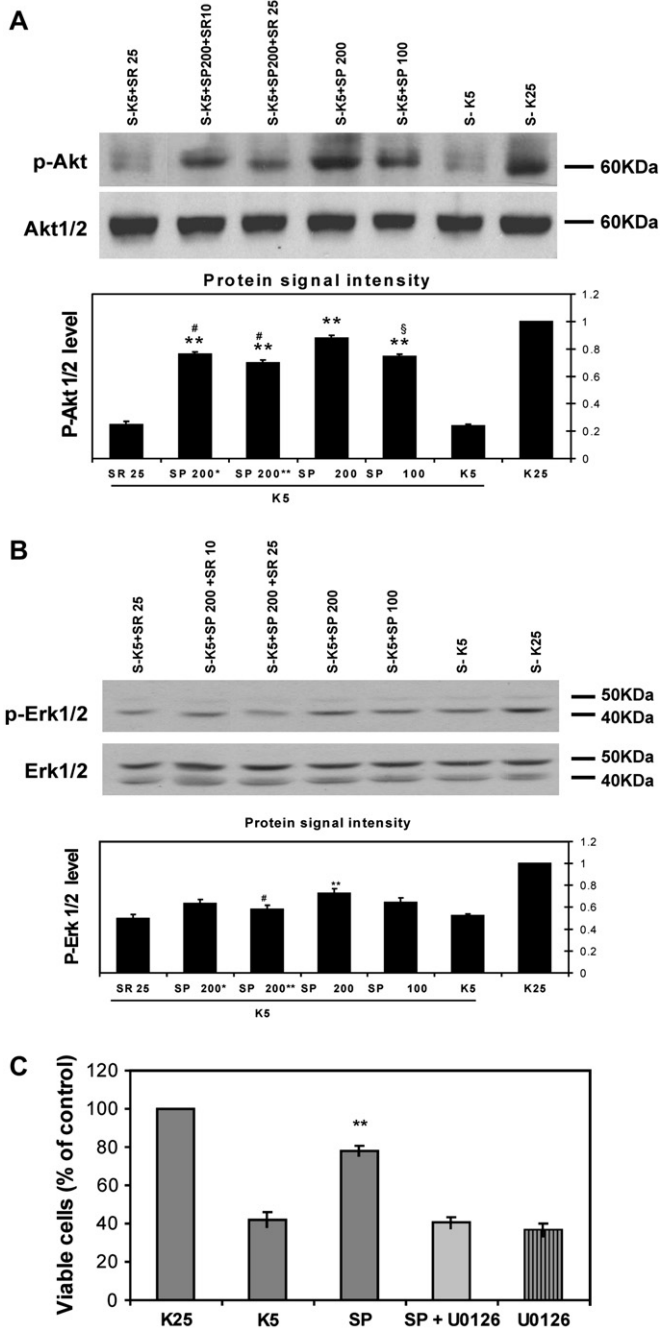 A
S-K5+SR 25
S-K5+SP200+SR10
S-K5+SP200+SR 25
S-K5+SP 200
S-K5+SP 100
S- K5
S- K25
p-Akt
60KDa
Akt1/2
60KDa
Protein signal intensity
P-Akt1/2 level
1.2
1
0.8
0.6
0.4
0.2
0
#
**
#
**
**
§
**
SR 25 SP 200* SP 200** SP 200 SP 100 K5 K25
K5
B
S-K5+SR 25
S-K5+SP 200 +SR 10
S-K5+SP 200 +SR 25
S-K5+SP 200
S-K5+SP 100
S- K5
S- K25
p-Erk1/2
50KDa
40KDa
Erk1/2
50KDa
40KDa
Protein signal intensity
P-Erk1/2 level
1.2
1
0.8
0.6
0.4
0.2
0
#
**
SR 25 SP 200* SP 200** SP 200 SP 100 K5 K25
K5
C
Viable cells (% of control)
120
100
80
60
40
20
0
**
K25 K5 SP SP + U0126 U0126